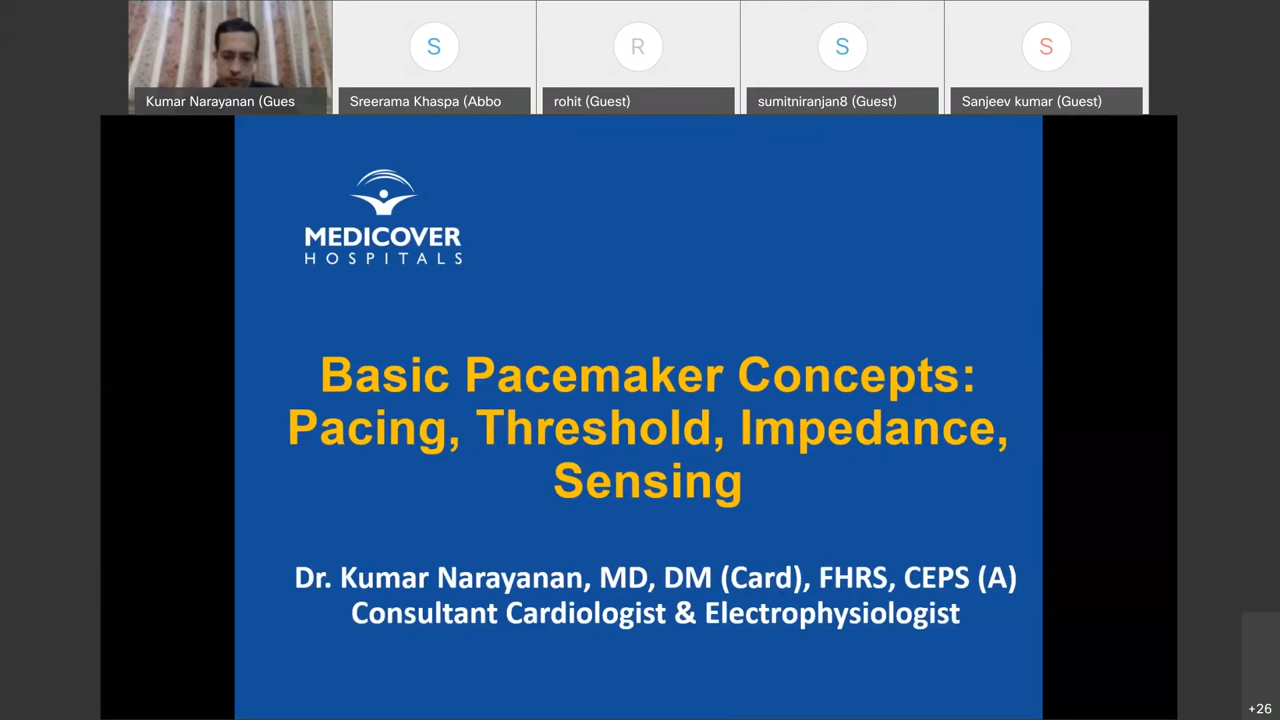 S
R
S
S
Kumar Narayanan (Gues
Sreerama Khaspa (Abbo
rohit (Guest)
sumitniranjan8 (Guest)
Sanjeev kumar (Guest)
MEDICOVER
HOSPITALS
Basic Pacemaker Concepts:
Pacing, Threshold, Impedance,
Sensing
Dr. Kumar Narayanan, MD, DM (Card), FHRS, CEPS (A)
Consultant Cardiologist & Electrophysiologist
+26